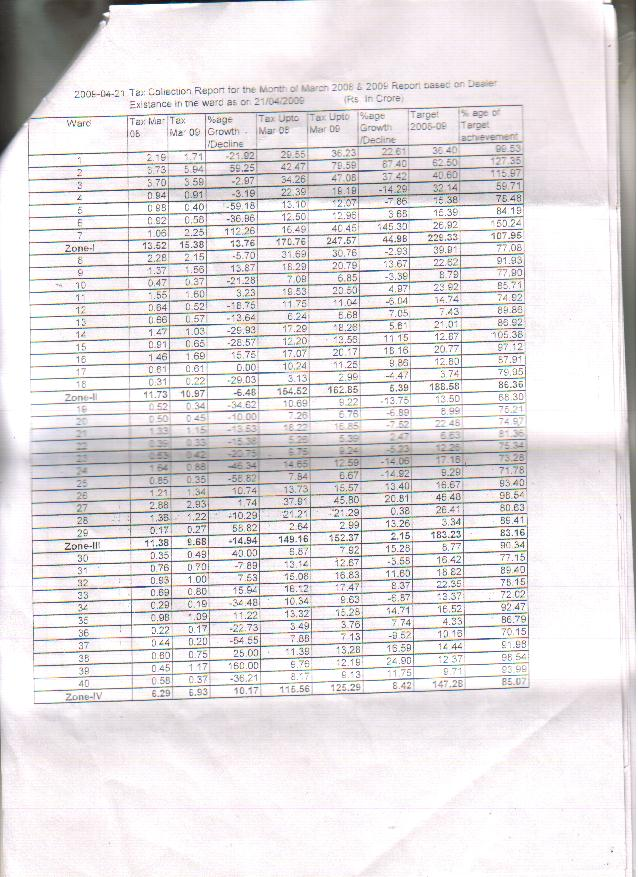 2009-04-21 Tax Collection Report for the Month of March 2008 & 2009 Report based on Dealer
Existance in the ward as on 21/04/2009 (Rs. In Crore)
Ward Tax Mar 08 Tax Mar 09 %age Growth /Decline Tax Upto Mar 08 Tax Upto Mar 09 %age Growth /Decline Target 2008-09 % age of Target achievement
1 2.19 1.71 -21.92 29.55 36.23 22.61 36.40 99.53
2 3.73 5.94 59.25 42.47 79.59 87.40 62.50 127.35
3 3.70 3.59 -2.97 34.26 47.08 37.42 40.60 115.97
4 0.94 0.91 -3.19 22.39 19.19 -14.29 32.14 59.71
5 0.98 0.40 -59.18 13.10 12.07 -7.86 15.38 78.48
6 0.92 0.58 -36.96 12.50 12.96 3.68 15.39 84.19
7 1.06 2.25 112.26 16.49 40.45 145.30 26.92 150.24
Zone-I 13.52 15.38 13.76 170.76 247.57 44.98 229.33 107.95
8 2.28 2.15 -5.70 31.69 30.76 -2.93 39.91 77.08
9 1.37 1.56 13.87 18.29 20.79 13.67 22.62 91.93
10 0.47 0.37 -21.28 7.09 6.85 -3.39 8.79 77.90
11 1.55 1.60 3.23 19.53 20.50 4.97 23.92 85.71
12 0.64 0.52 -18.75 11.75 11.04 -6.04 14.74 74.92
13 0.66 0.57 -13.64 6.24 6.68 7.05 7.43 89.88
14 1.47 1.03 -29.93 17.29 18.26 5.61 21.01 86.92
15 0.91 0.65 -28.57 12.20 13.56 11.15 12.87 105.36
16 1.46 1.69 15.75 17.07 20.17 18.16 20.77 97.12
17 0.61 0.61 0.00 10.24 11.25 9.86 12.80 87.91
18 0.31 0.22 -29.03 3.13 2.99 -4.47 3.74 79.95
Zone-II 11.73 10.97 -6.48 154.52 162.85 5.39 188.58 86.36
19 0.52 0.34 -34.62 10.69 9.22 -13.75 13.50 68.30
20 0.50 0.45 -10.00 7.26 6.76 -6.89 8.99 75.21
21 1.33 1.15 -13.53 18.22 16.85 -7.52 22.48 74.97
22 0.39 0.33 -15.38 5.26 5.39 2.47 6.63 81.36
23 0.53 0.42 -20.75 9.75 9.24 -5.23 12.26 75.34
24 1.64 0.88 -46.34 14.65 12.59 -14.06 17.18 73.28
25 0.85 0.35 -58.82 7.84 6.67 -14.92 9.29 71.78
26 1.21 1.34 10.74 13.73 15.57 13.40 16.67 93.40
27 2.88 2.93 1.74 37.91 45.80 20.81 46.48 98.54
28 1.36 1.22 -10.29 21.21 21.29 0.38 26.41 80.63
29 0.17 0.27 58.82 2.64 2.99 13.26 3.34 89.41
Zone-III 11.38 9.68 -14.94 149.16 152.37 2.15 183.23 83.16
30 0.35 0.49 40.00 6.87 7.92 15.28 8.77 90.34
31 0.76 0.70 -7.89 13.14 12.67 -3.58 16.42 77.15
32 0.93 1.00 7.53 15.08 16.83 11.60 18.82 89.40
33 0.69 0.80 15.94 16.12 17.47 8.37 22.35 78.15
34 0.29 0.19 -34.48 10.34 9.63 -6.87 13.37 72.02
35 0.98 1.09 11.22 13.32 15.28 14.71 16.52 92.47
36 0.22 0.17 -22.73 3.49 3.76 7.74 4.33 86.79
37 0.44 0.20 -54.55 7.88 7.13 -9.52 10.16 70.15
38 0.60 0.75 25.00 11.39 13.28 16.59 14.44 91.98
39 0.45 1.17 160.00 9.76 12.19 24.90 12.37 98.54
40 0.58 0.37 -36.21 8.17 9.13 11.75 9.71 93.99
Zone-IV 6.29 6.93 10.17 115.56 125.29 8.42 147.28 85.07